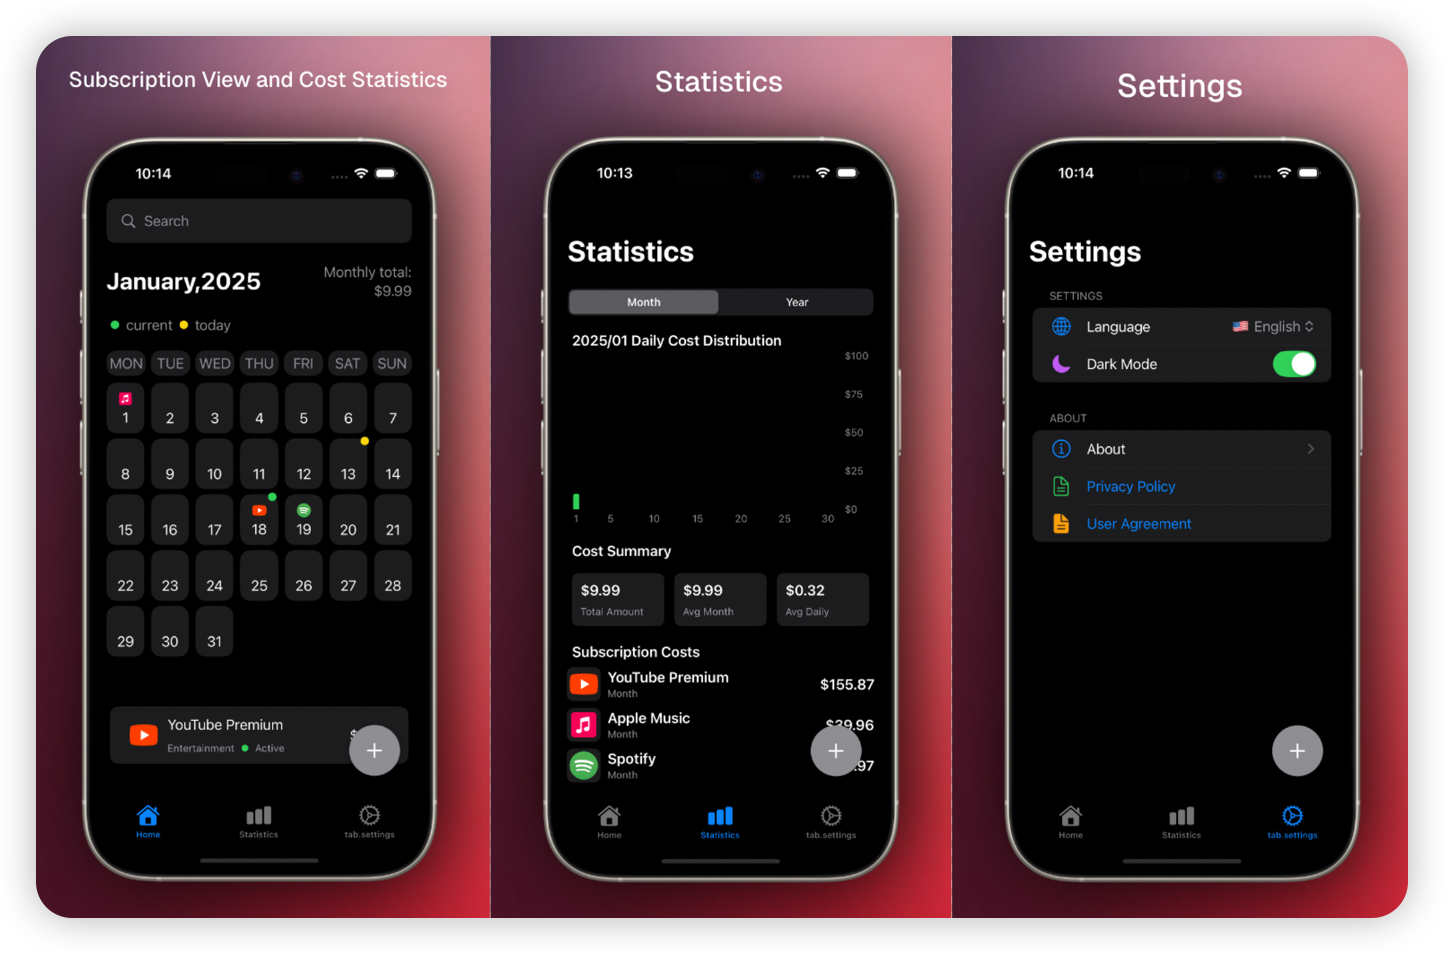 Subscription View and Cost Statistics
10:14
Search
January,2025
Monthly total:
$9.99
current
today
MON TUE WED THU FRI SAT SUN
1 2 3 4 5 6 7
8 9 10 11 12 13 14
15 16 17 18 19 20 21
22 23 24 25 26 27 28
29 30 31
YouTube Premium
$
Entertainment Active
+
Home Statistics tab.settings
Statistics
10:13
Statistics
Month Year
2025/01 Daily Cost Distribution
$100
$75
$50
$25
$0
1 5 10 15 20 25 30
Cost Summary
$9.99 $9.99 $0.32
Total Amount Avg Month Avg Daily
Subscription Costs
YouTube Premium $155.87
Month
Apple Music $39.96
Month
Spotify .97
Month
+
Home Statistics tab.settings
Settings
10:14
Settings
SETTINGS
Language English
Dark Mode
ABOUT
About
Privacy Policy
User Agreement
+
Home Statistics tab.settings